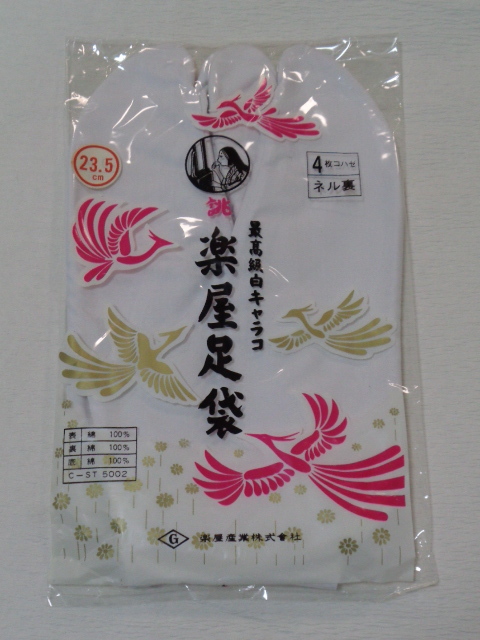 23.5
cm
4枚コハゼ
ネル裏
誂
最高級白キャラコ
楽屋足袋
表 綿 100%
裏 綿 100%
底 綿 100%
C-ST 5002
G 楽屋産業株式会社